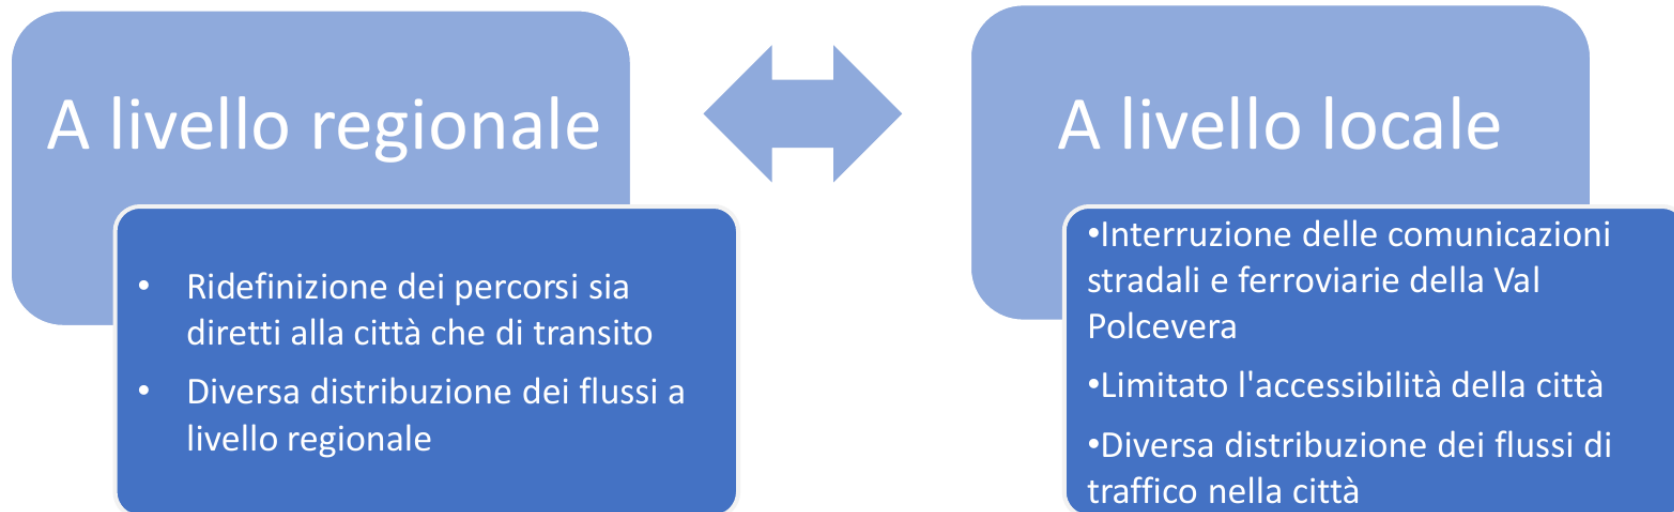 A livello regionale
• Ridefinizione dei percorsi sia
diretti alla città che di transito
• Diversa distribuzione dei flussi a
livello regionale
A livello locale
•Interruzione delle comunicazioni
stradali e ferroviarie della Val
Polcevera
•Limitato l'accessibilità della città
•Diversa distribuzione dei flussi di
traffico nella città